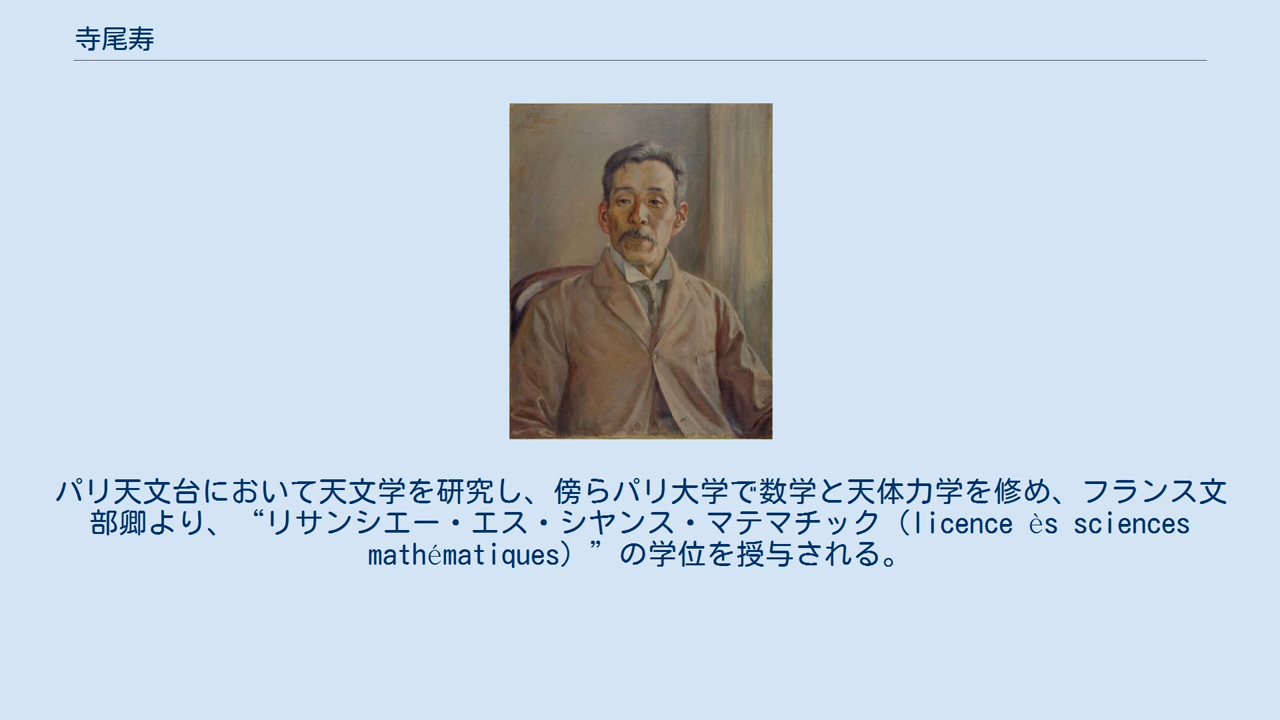 寺尾寿
パリ天文台において天文学を研究し、傍らパリ大学で数学と天体力学を修め、フランス文
部卿より、“リサンシエー・エス・シヤンス・マテマチック（licence ès sciences
mathématiques）”の学位を授与される。